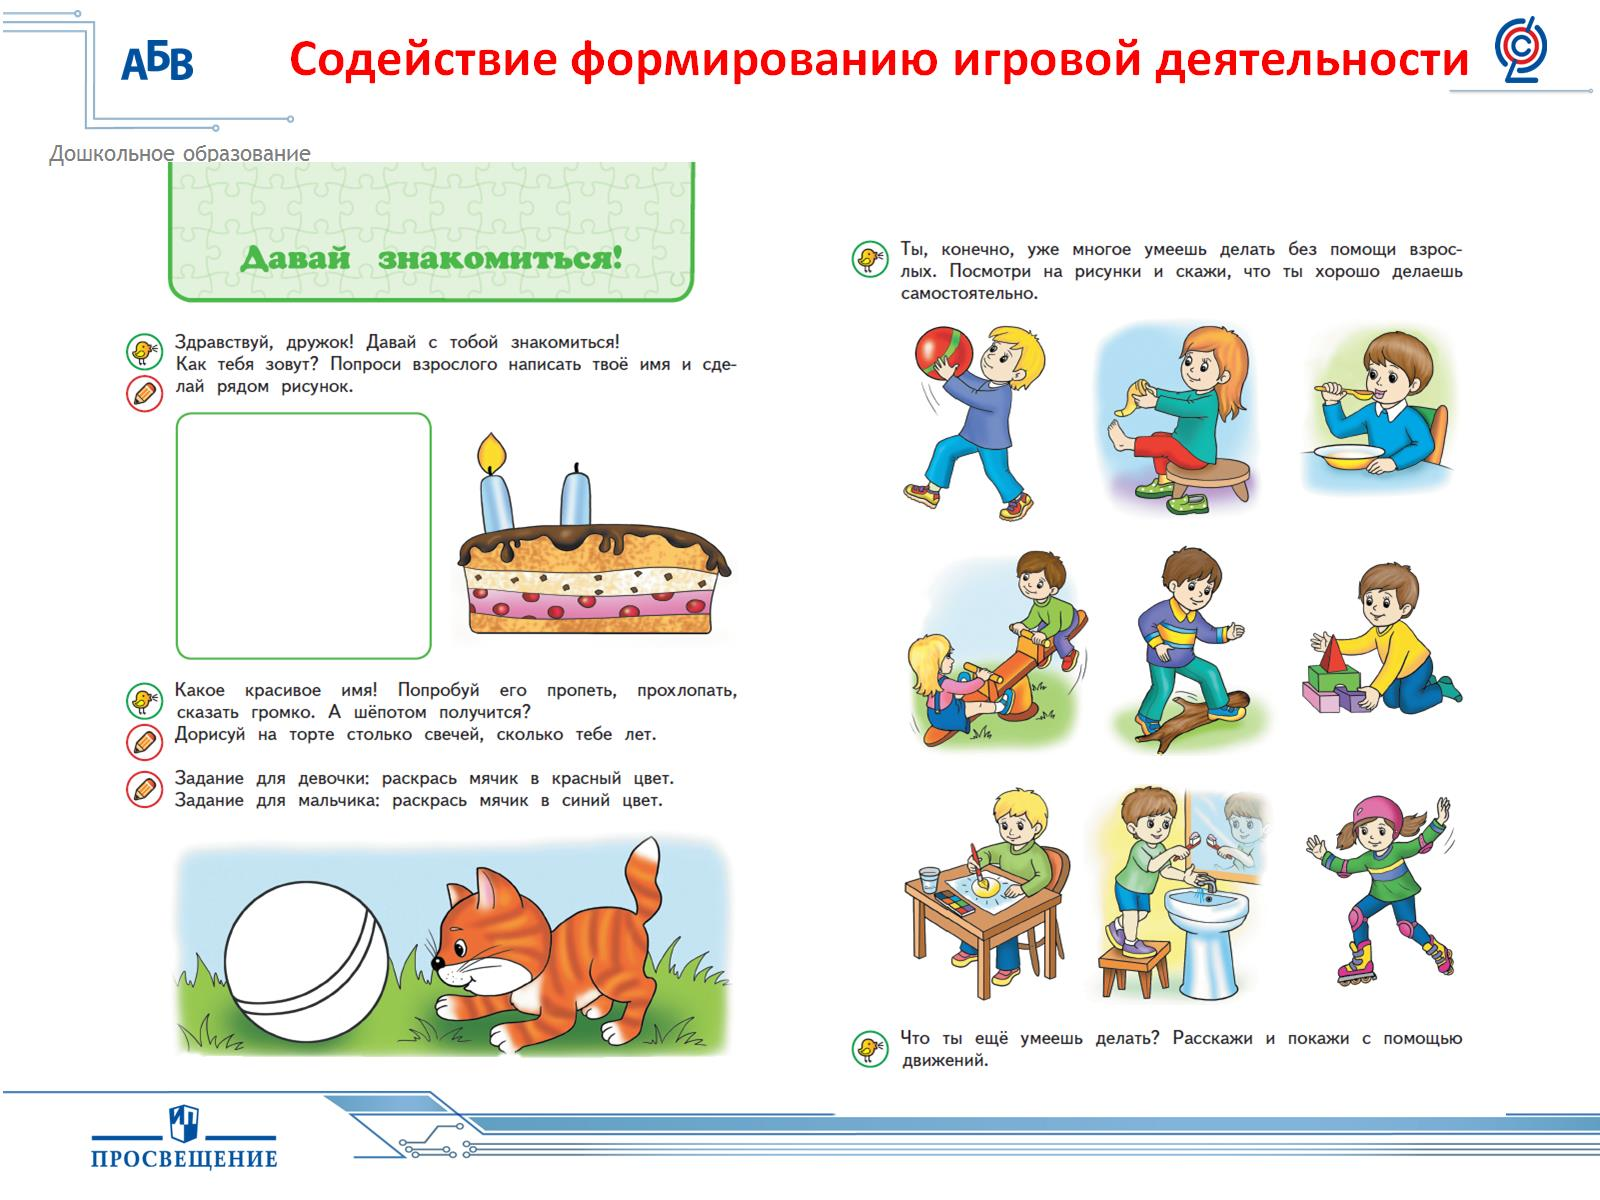 АБВ
Содействие формированию игровой деятельности
Дошкольное образование
Давай знакомиться!
Здравствуй, дружок! Давай с тобой знакомиться!
Как тебя зовут? Попроси взрослого написать твоё имя и сде-
лай рядом рисунок.
Какое красивое имя! Попробуй его пропеть, прохлопать,
сказать громко. А шёпотом получится?
Дорисуй на торте столько свечей, сколько тебе лет.
Задание для девочки: раскрась мячик в красный цвет.
Задание для мальчика: раскрась мячик в синий цвет.
Ты, конечно, уже многое умеешь делать без помощи взрос-
лых. Посмотри на рисунки и скажи, что ты хорошо делаешь
самостоятельно.
Что ты ещё умеешь делать? Расскажи и покажи с помощью
движений.
ПРОСВЕЩЕНИЕ